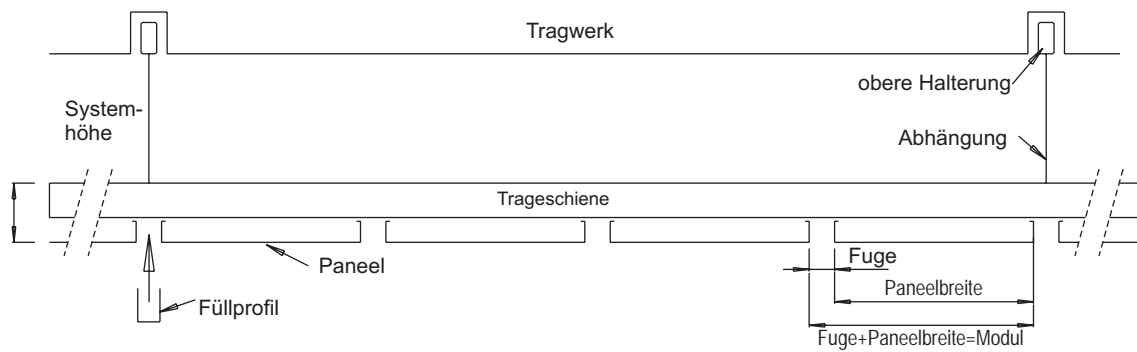 Tragwerk
obere Halterung
System-
höhe
Abhängung
Trageschiene
Paneel
Fuge
Paneelbreite
Füllprofil
Fuge+Paneelbreite=Modul